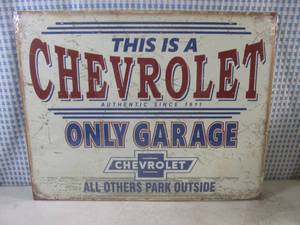 THIS IS A
CHEVROLET
AUTHENTIC SINCE 1911
ONLY GARAGE
CHEVROLET
ALL OTHERS PARK OUTSIDE